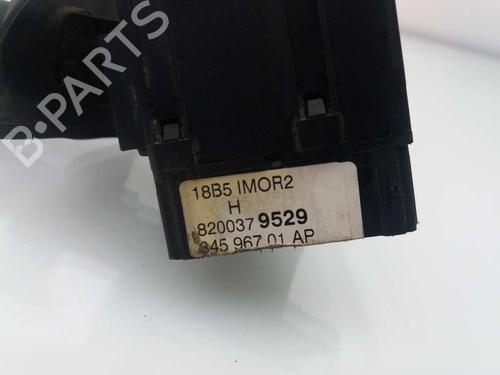 B-PARTS
18B5 IMOR2
H
8200379529
345 967 01 AP